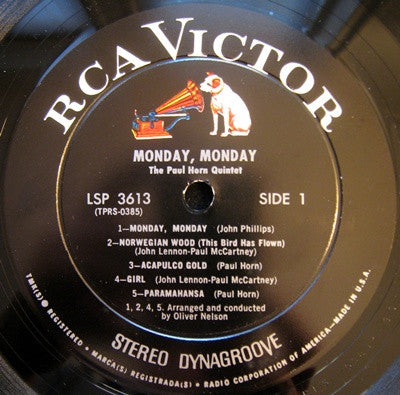 RCA VICTOR
MONDAY, MONDAY
The Paul Horn Quintet
LSP 3613
(TPRS-0385)
SIDE 1
1—MONDAY, MONDAY (John Phillips)
2—NORWEGIAN WOOD (This Bird Has Flown)
(John Lennon-Paul McCartney)
3—ACAPULCO GOLD (Paul Horn)
4—GIRL (John Lennon-Paul McCartney)
5—PARAMAHANSA (Paul Horn)
1, 2, 4, 5. Arranged and conducted
by Oliver Nelson
STEREO DYNAGROOVE
TMK(S) ® REGISTERED • MARCA(S) REGISTRADA(S) • RADIO CORPORATION OF AMERICA—MADE IN U.S.A.